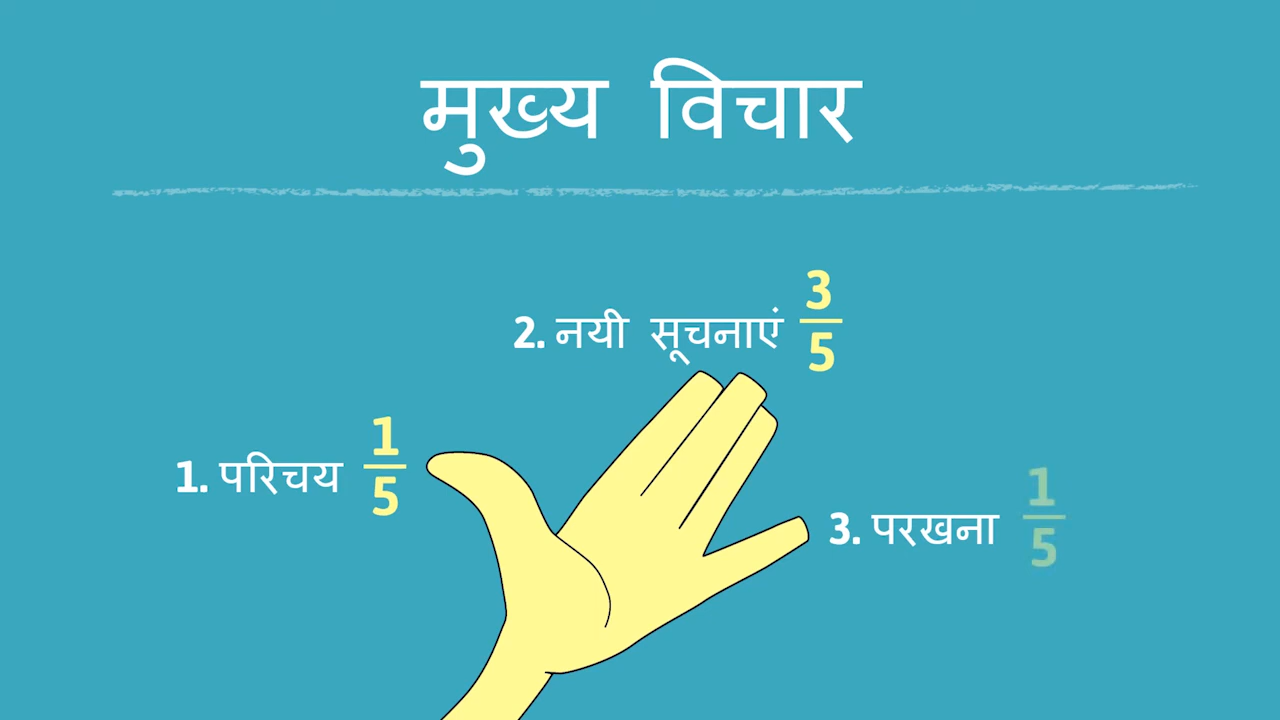 मुख्य विचार
1. परिचय 1/5
2. नयी सूचनाएं 3/5
3. परखना 1/5